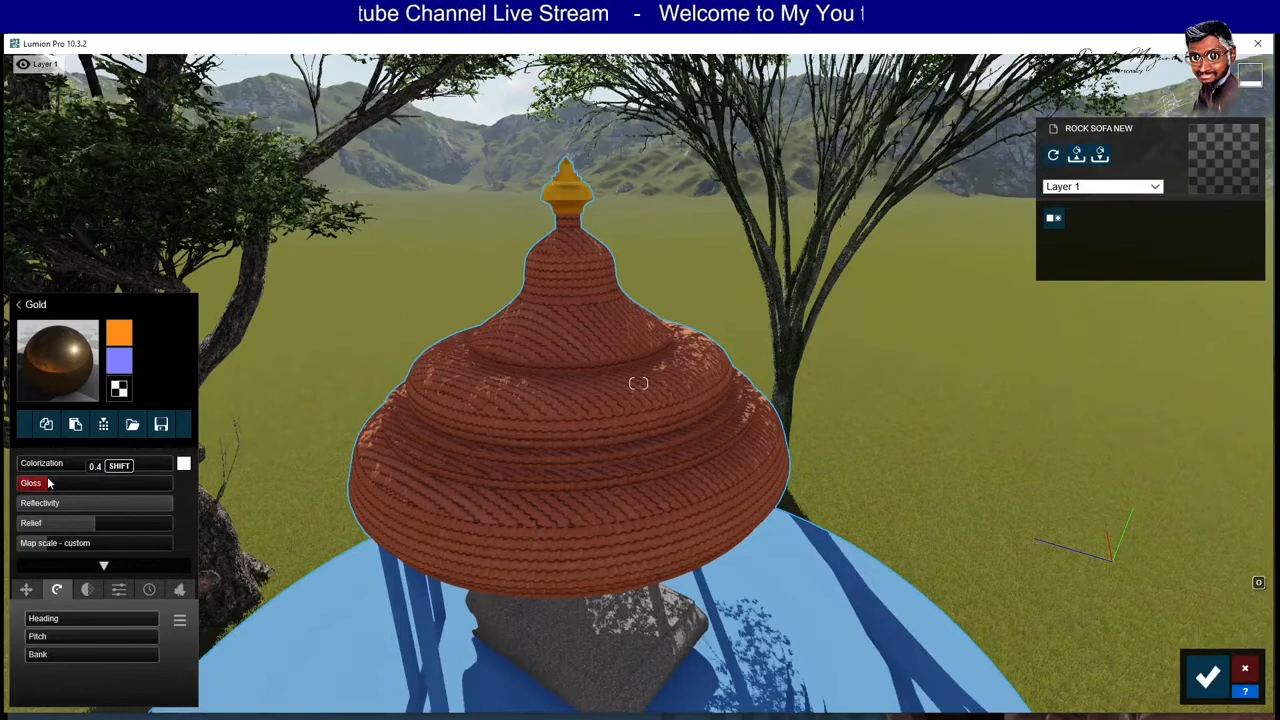 tube Channel Live Stream - Welcome to My You t
Lumion Pro 10.3.2
Layer 1
ROCK SOFA NEW
Layer 1
Gold
Colorization
0.4 SHIFT
Gloss
Reflectivity
Relief
Map scale - custom
Heading
Pitch
Bank
?